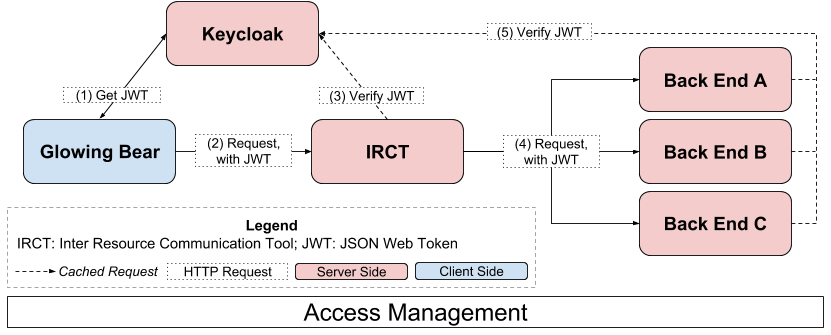 Keycloak
(5) Verify JWT
Back End A
(1) Get JWT
(3) Verify JWT
Glowing Bear
(2) Request,
with JWT
IRCT
(4) Request,
with JWT
Back End B
Back End C
Legend
IRCT: Inter Resource Communication Tool; JWT: JSON Web Token
Cached Request
HTTP Request
Server Side
Client Side
Access Management